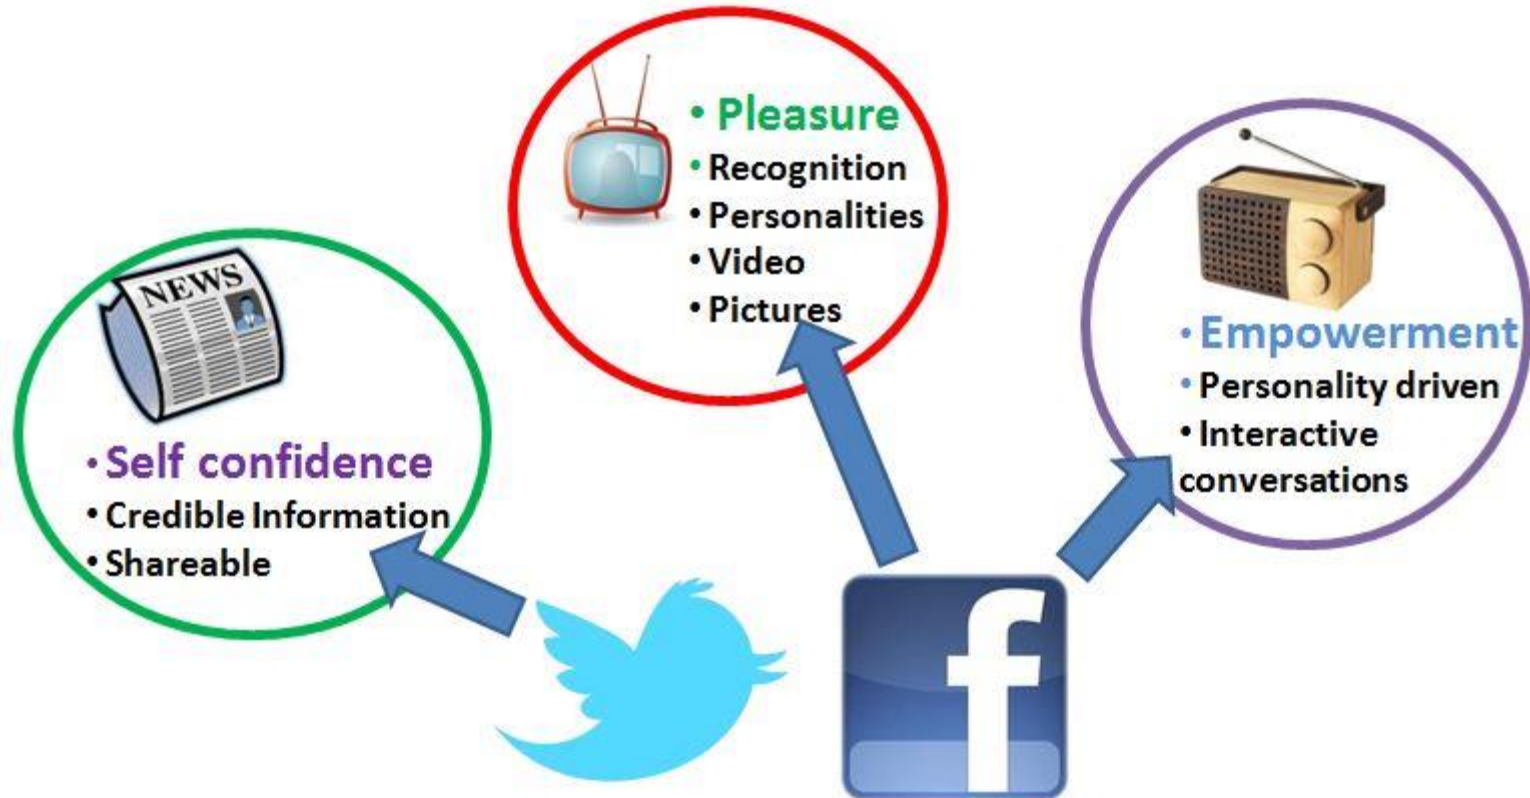 NEWS
• Self confidence
• Credible Information
• Shareable
• Pleasure
• Recognition
• Personalities
• Video
• Pictures
• Empowerment
• Personality driven
• Interactive
conversations
f